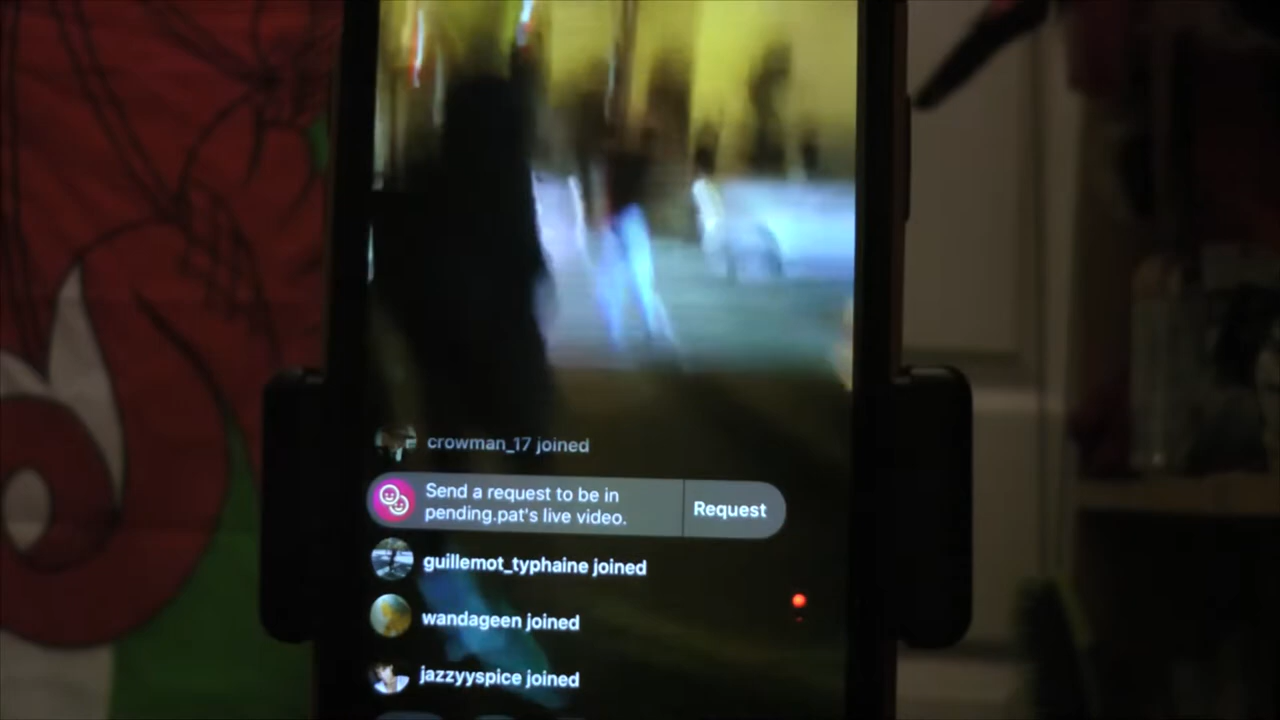 crowman_17 joined
Send a request to be in
pending.pat's live video.
Request
guillemot_typhaine joined
wandageen joined
jazzyyspice joined